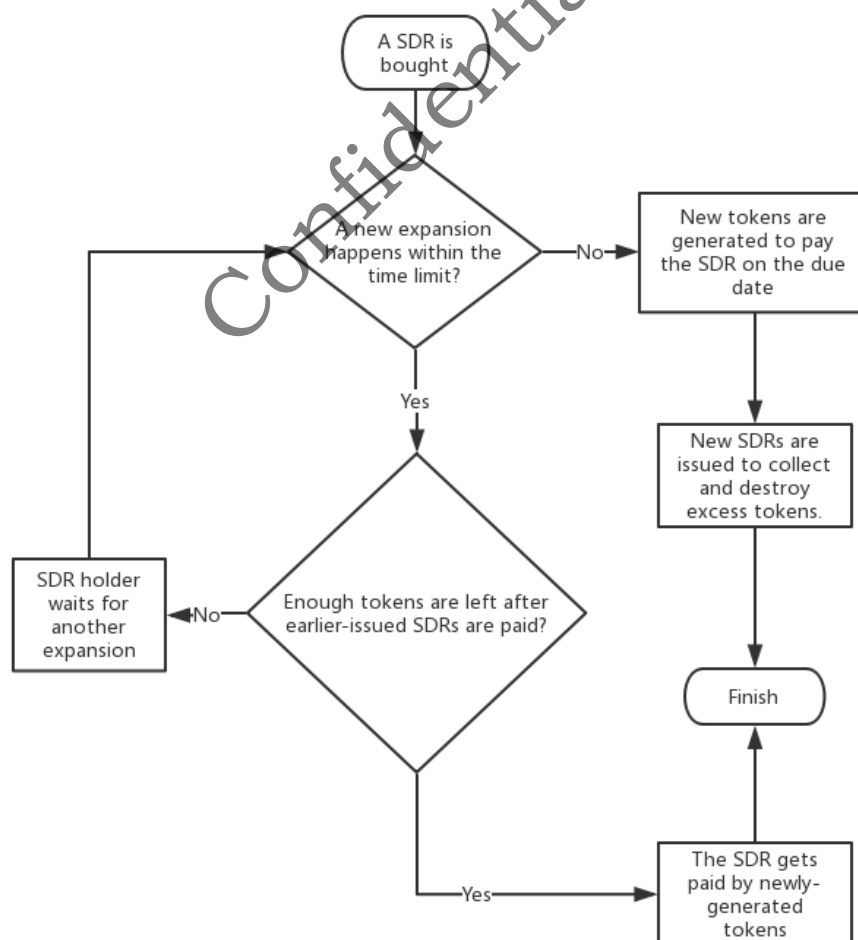 A SDR is
bought
Confidentia
A new expansion
happens within the
time limit?
No
New tokens are
generated to pay
the SDR on the due
date
Yes
New SDRs are
issued to collect
and destroy
excess tokens.
SDR holder
waits for
another
expansion
No
Enough tokens are left after
earlier-issued SDRs are paid?
Finish
Yes
The SDR gets
paid by newly-
generated
tokens